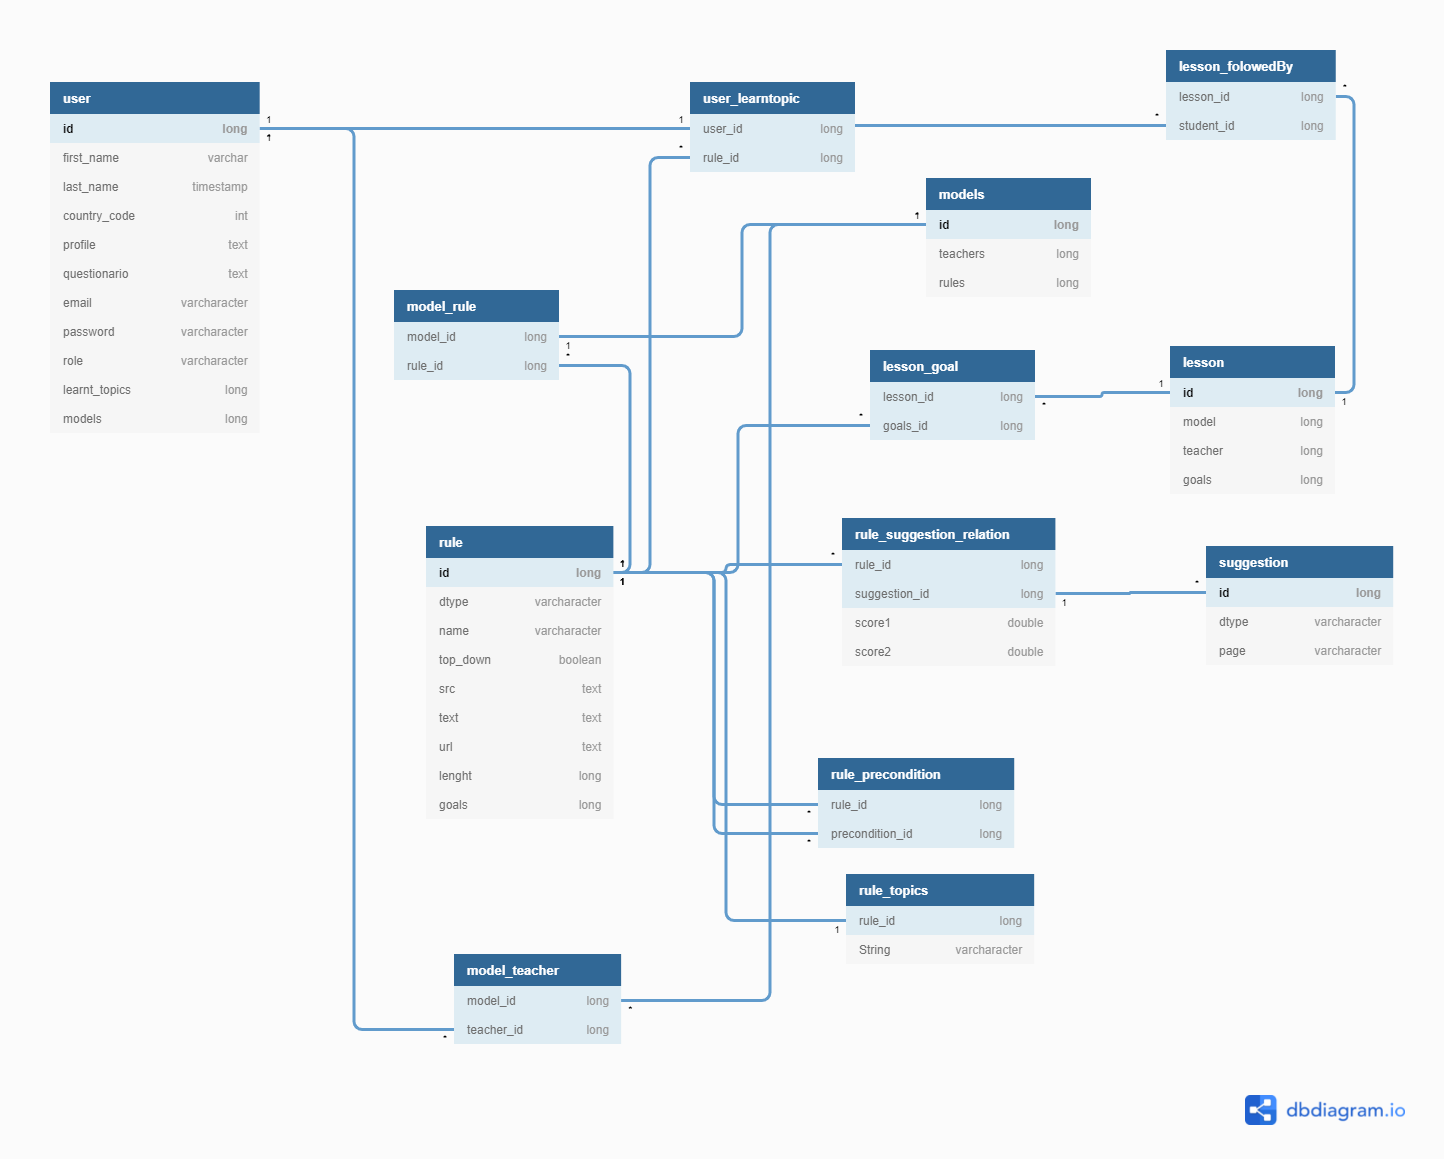 user
id long
first_name varchar
last_name timestamp
country_code int
profile text
questionario text
email varcharacter
password varcharacter
role varcharacter
learnt_topics long
models long
1
1
user_learntopic
user_id long
rule_id long
1
*
lesson_folowedBy
lesson_id long
student_id long
*
*
models
id long
teachers long
rules long
1
model_rule
model_id long
rule_id long
1
*
lesson_goal
lesson_id long
goals_id long
*
*
lesson
id long
model long
teacher long
goals long
1
1
rule
id long
dtype varcharacter
name varcharacter
top_down boolean
src text
text text
url text
lenght long
goals long
1
1
rule_suggestion_relation
rule_id long
suggestion_id long
score1 double
score2 double
*
1
suggestion
id long
dtype varcharacter
page varcharacter
*
rule_precondition
rule_id long
precondition_id long
*
*
rule_topics
rule_id long
String varcharacter
1
model_teacher
model_id long
teacher_id long
*
*
dbdiagram.io